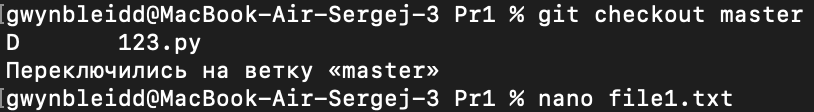 [gwynbleidd@MacBook-Air-Sergej-3 Pr1 % git checkout master
D       123.py
Переключились на ветку «master»
[gwynbleidd@MacBook-Air-Sergej-3 Pr1 % nano file1.txt